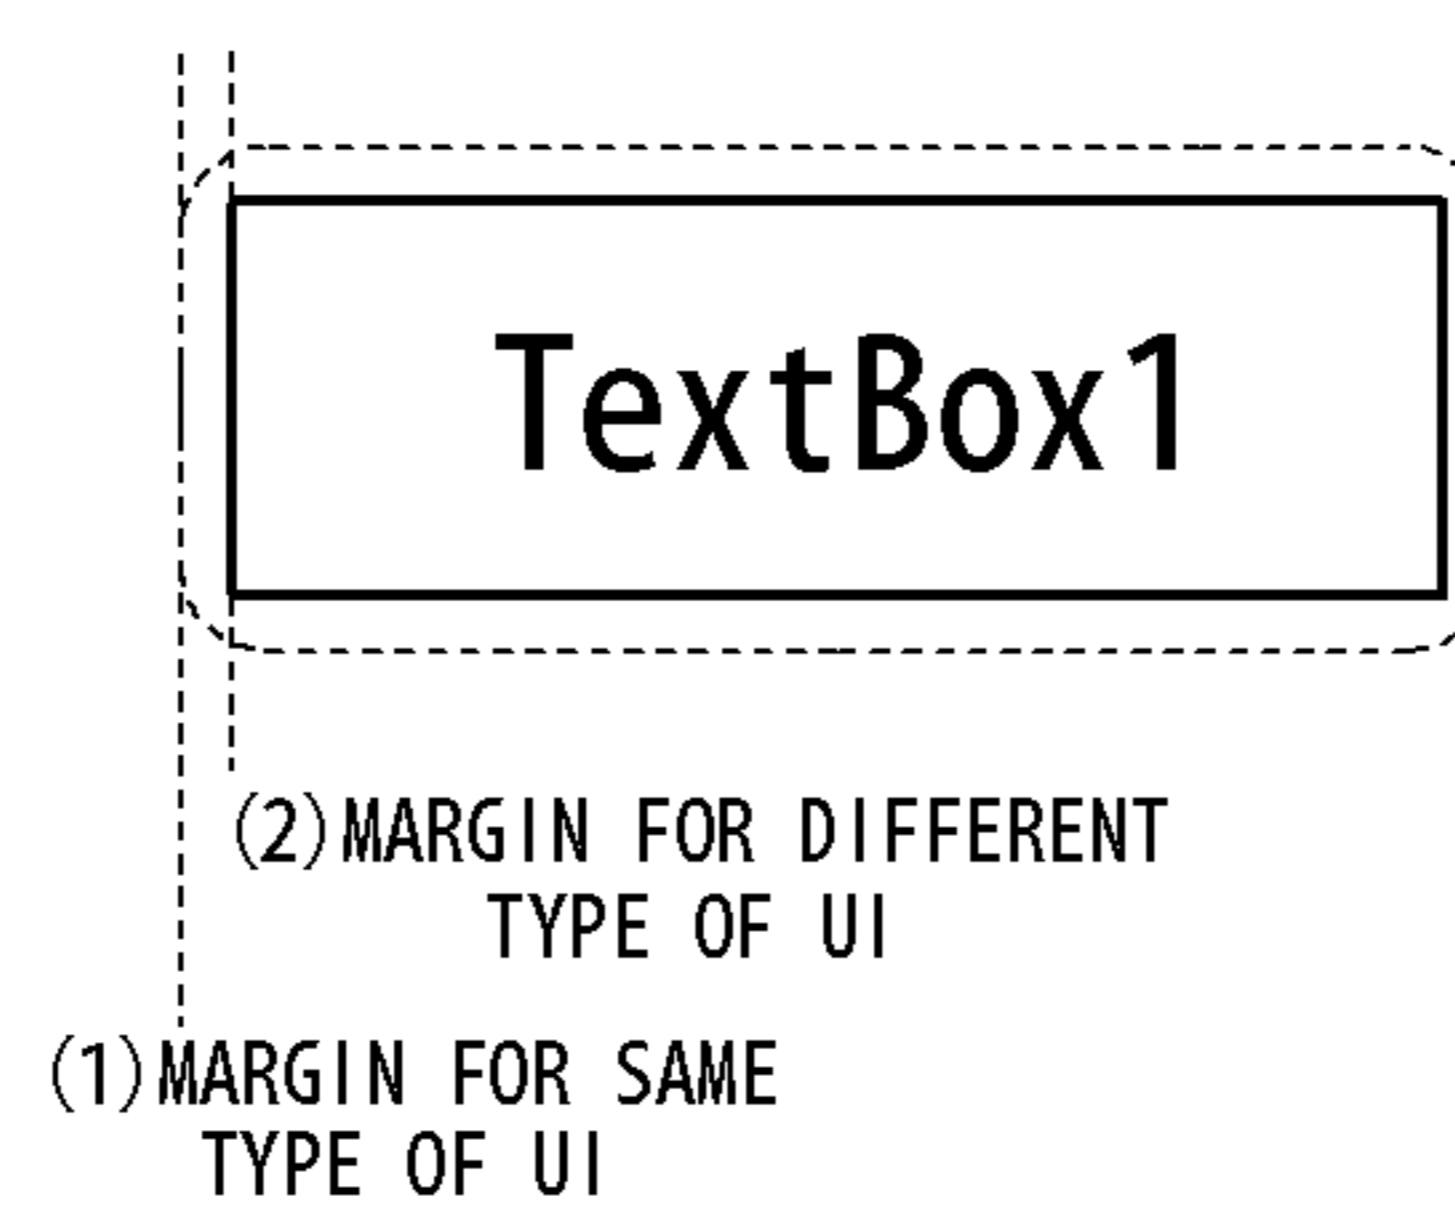 TextBox1
(2)MARGIN FOR DIFFERENT
TYPE OF UI
(1)MARGIN FOR SAME
TYPE OF UI